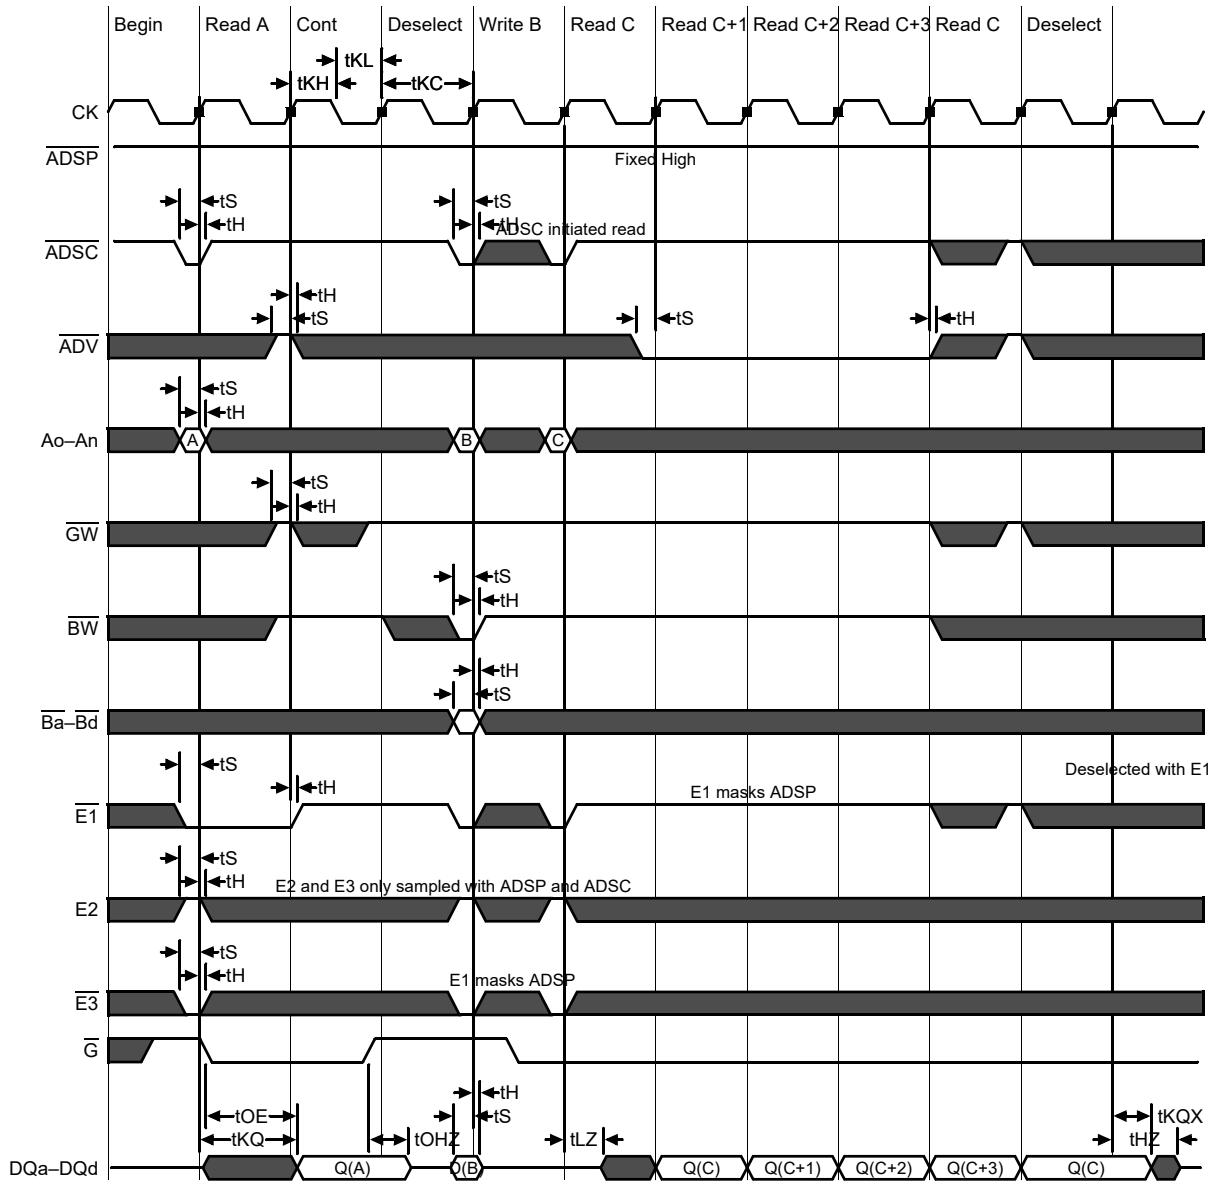 Begin Read A Cont Deselect Write B Read C Read C+1 Read C+2 Read C+3 Read C Deselect
tKL
tKH tKC
CK
ADSP Fixed High
tS tS
tH tH ADSC initiated read
ADSC
tH
tS tS tH
ADV
tS
tH
Ao–An A B C
tS
tH
GW
tS
tH
BW
tH
tS
Ba–Bd
tS Deselected with E1
tH E1 masks ADSP
E1
tS
tH E2 and E3 only sampled with ADSP and ADSC
E2
tS
tH E1 masks ADSP
E3
G
tH
tOE tS tKQX
tKQ tOHZ tLZ tHZ
DQa–DQd Q(A) D(B) Q(C) Q(C+1) Q(C+2) Q(C+3) Q(C)